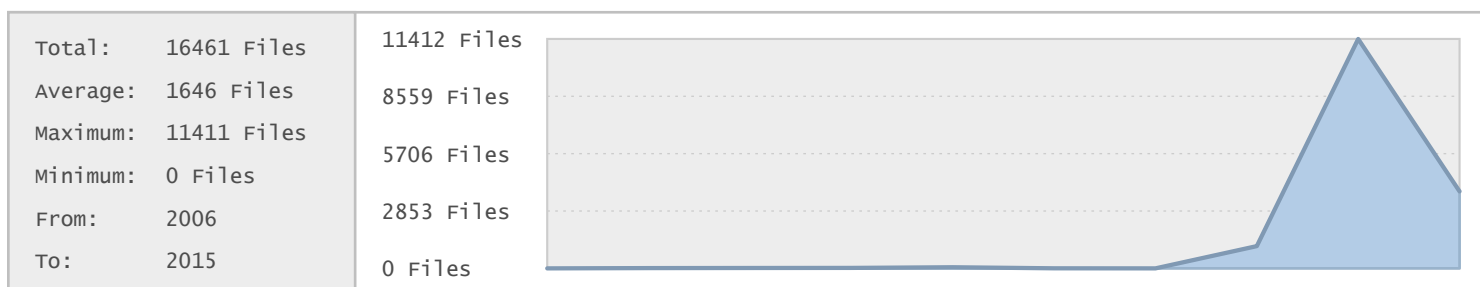 Total: 16461 Files
Average: 1646 Files
Maximum: 11411 Files
Minimum: 0 Files
From: 2006
To: 2015
11412 Files
8559 Files
5706 Files
2853 Files
0 Files